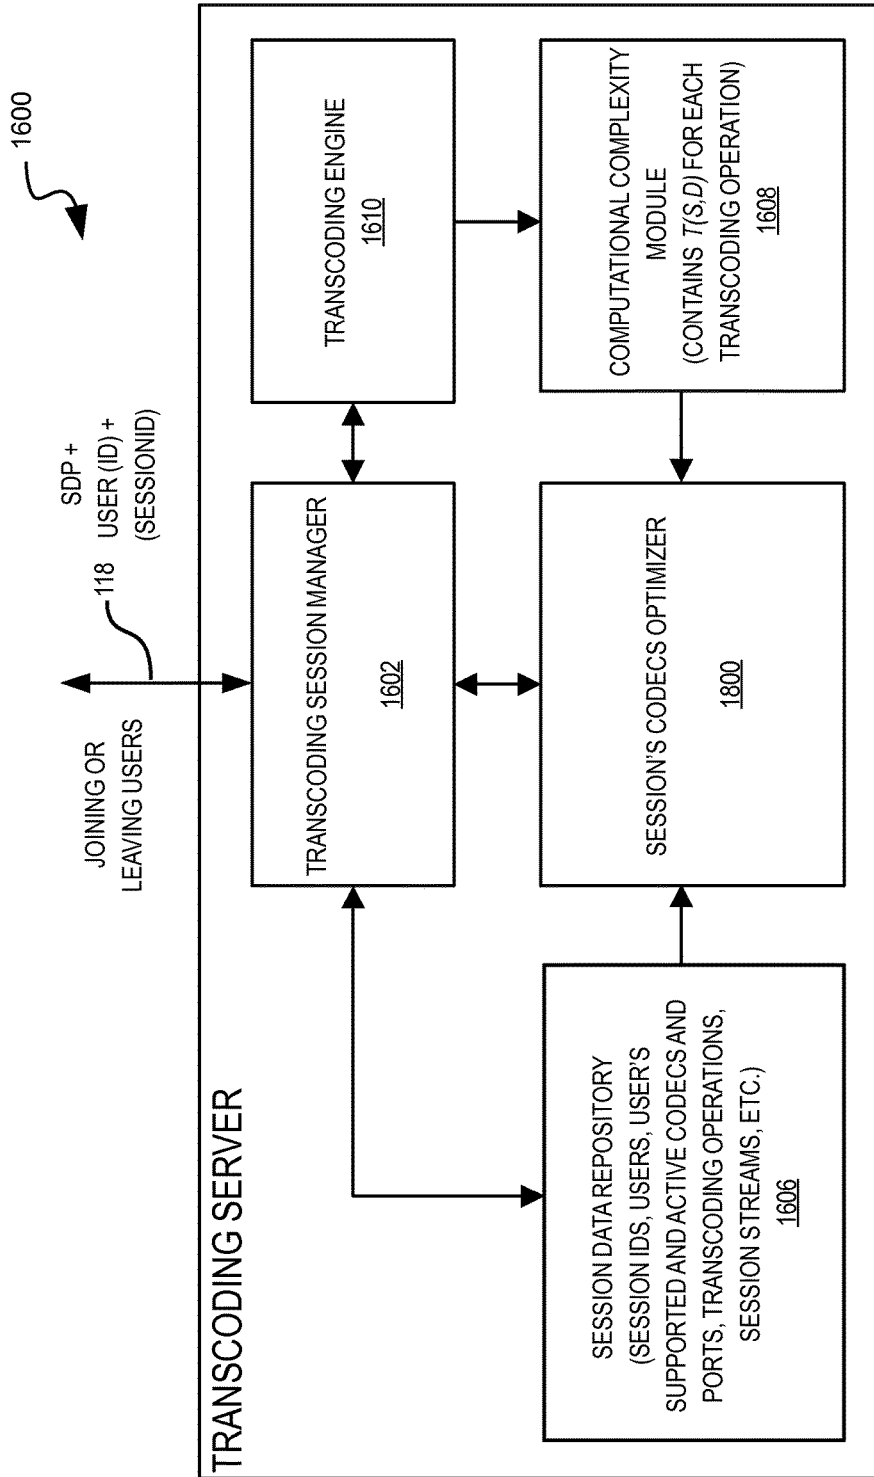 1600
JOINING OR
LEAVING USERS
118
SDP +
USER (ID) +
(SESSIONID)
TRANSCODING SERVER
TRANSCODING SESSION MANAGER
1602
TRANSCODING ENGINE
1610
SESSION DATA REPOSITORY
(SESSION IDS, USERS, USER'S
SUPPORTED AND ACTIVE CODECS AND
PORTS, TRANSCODING OPERATIONS,
SESSION STREAMS, ETC.)
1606
SESSION'S CODECS OPTIMIZER
1800
COMPUTATIONAL COMPLEXITY
MODULE
(CONTAINS T(S,D) FOR EACH
TRANSCODING OPERATION)
1608